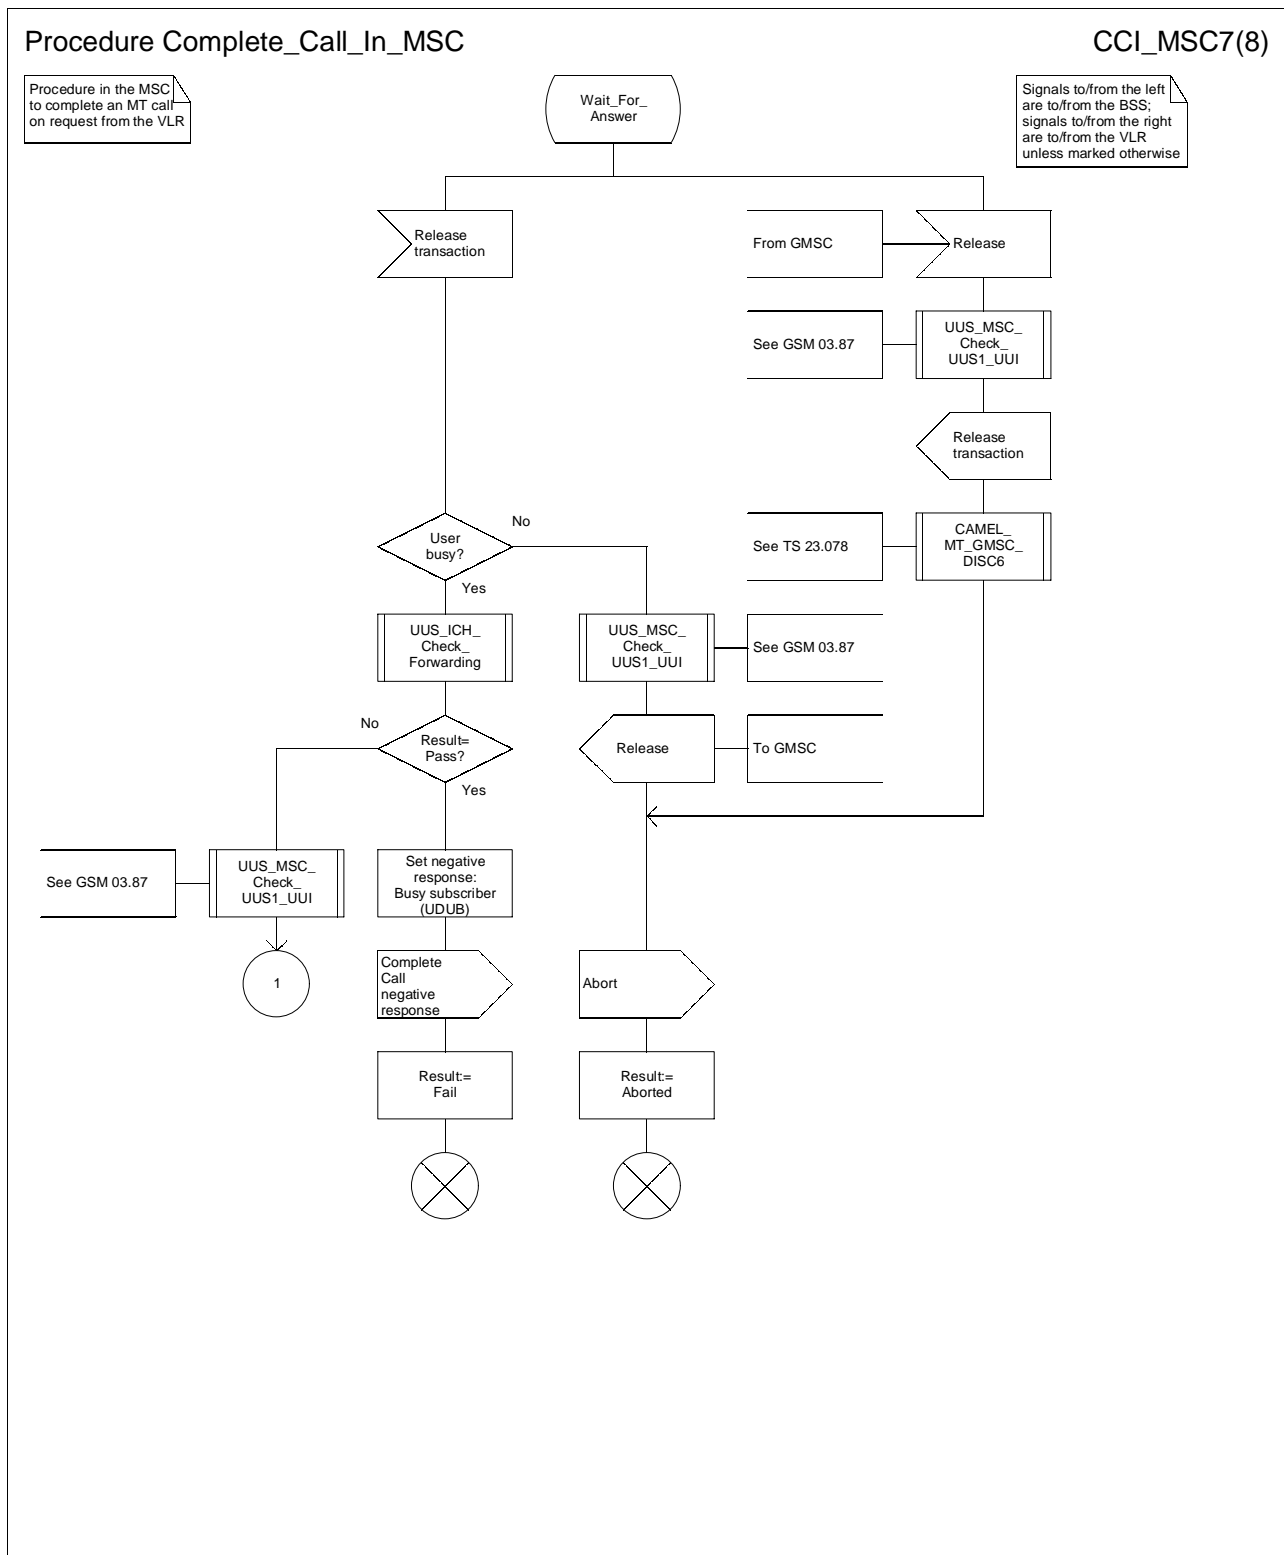 Procedure Complete_Call_In_MSC
CCI_MSC7(8)
Procedure in the MSC
to complete an MT call
on request from the VLR
Wait_For_
Answer
Signals to/from the left
are to/from the BSS;
signals to/from the right
are to/from the VLR
unless marked otherwise
Release
transaction
From GMSC
Release
See GSM 03.87
UUS_MSC_
Check_
UUS1_UUI
Release
transaction
User
busy?
No
Yes
See TS 23.078
CAMEL_
MT_GMSC_
DISC6
UUS_ICH_
Check_
Forwarding
UUS_MSC_
Check_
UUS1_UUI
See GSM 03.87
No
Result=
Pass?
Yes
Release
To GMSC
See GSM 03.87
UUS_MSC_
Check_
UUS1_UUI
Set negative
response:
Busy subscriber
(UDUB)
1
Complete
Call
negative
response
Abort
Result:=
Fail
Result:=
Aborted